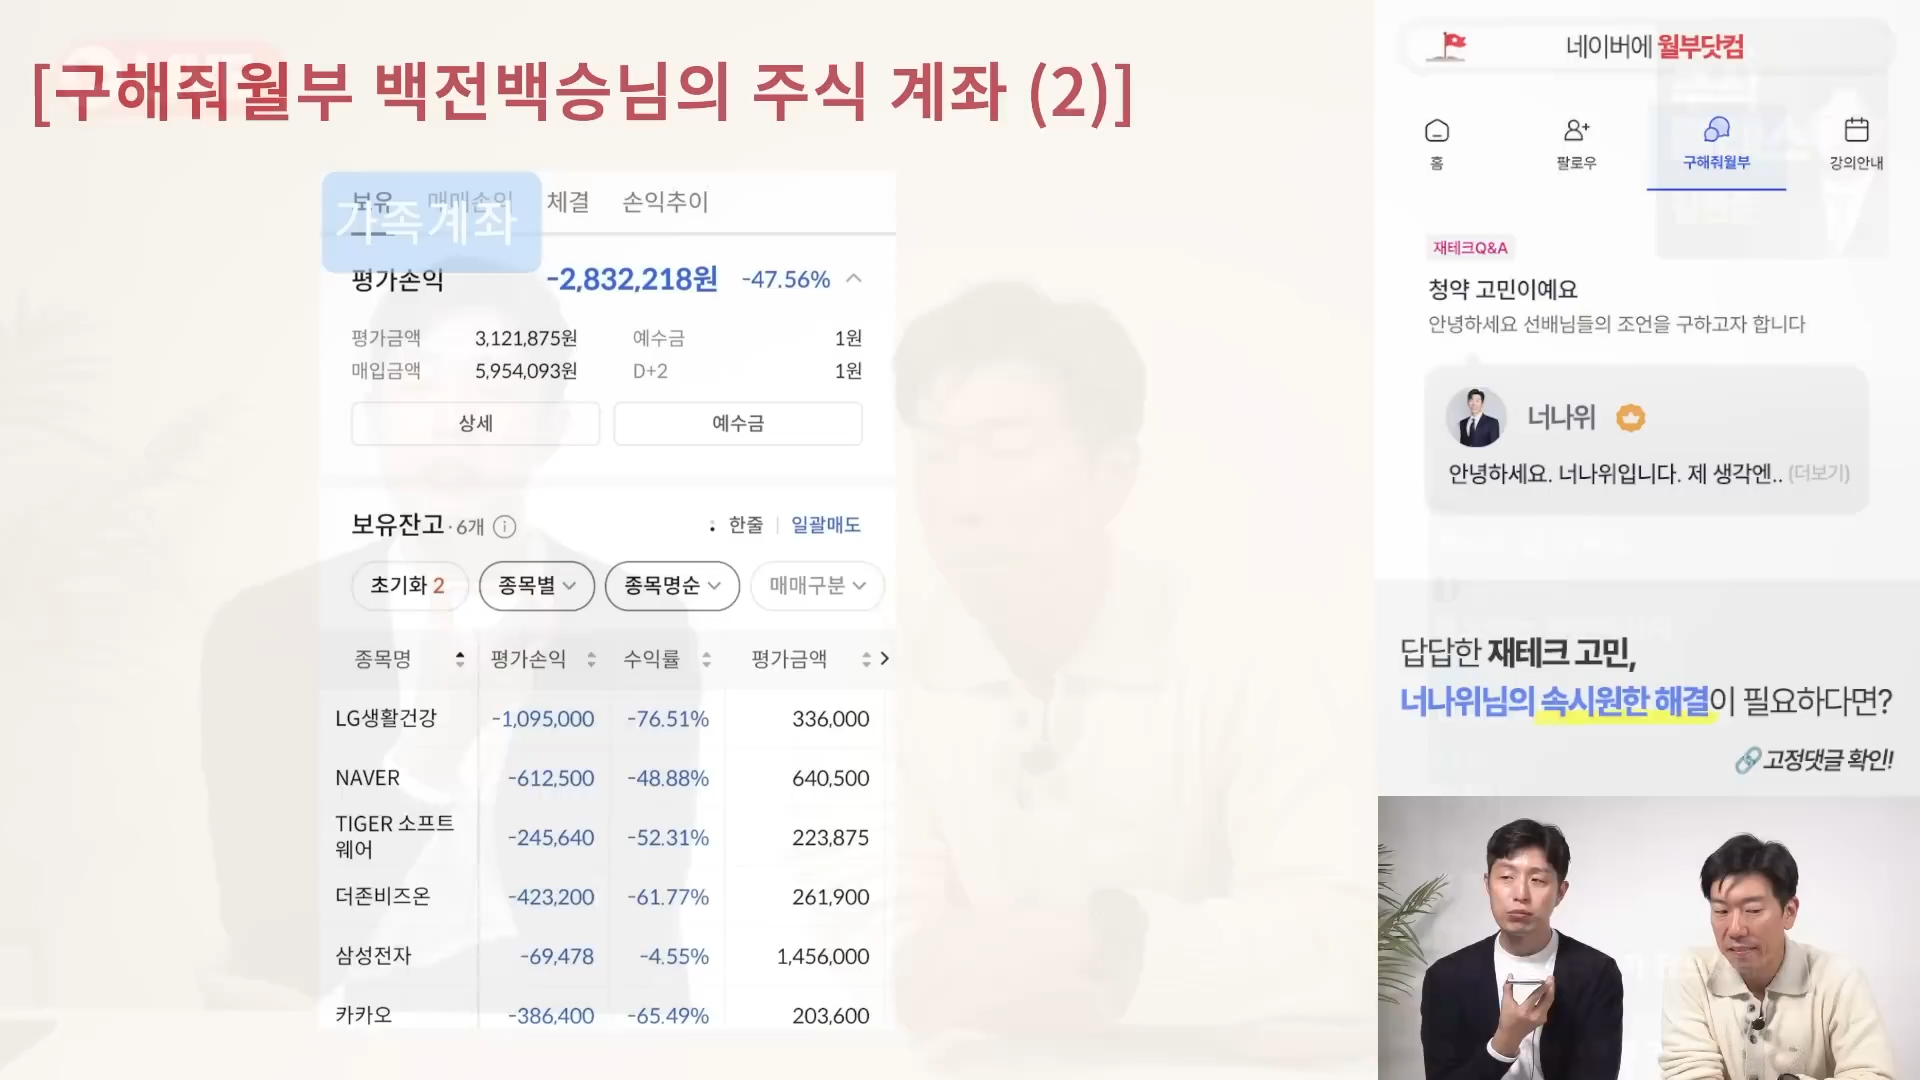 [구해줘월부 백전백승님의 주식 계좌 (2)]
보유 매매손익 체결 손익추이
가족계좌
평가손익 -2,832,218원 -47.56%
평가금액 3,121,875원 예수금 1원
매입금액 5,954,093원 D+2 1원
상세 예수금
보유잔고 · 6개 한줄 | 일괄매도
초기화 2 종목별 종목명순 매매구분
종목명 평가손익 수익률 평가금액
LG생활건강 -1,095,000 -76.51% 336,000
NAVER -612,500 -48.88% 640,500
TIGER 소프트
웨어 -245,640 -52.31% 223,875
더존비즈온 -423,200 -61.77% 261,900
삼성전자 -69,478 -4.55% 1,456,000
카카오 -386,400 -65.49% 203,600
네이버에 월부닷컴
홈 팔로우 구해줘월부 강의안내
재테크Q&A
청약 고민이예요
안녕하세요 선배님들의 조언을 구하고자 합니다
너나위
안녕하세요. 너나위입니다. 제 생각엔.. (더보기)
답답한 재테크 고민,
너나위님의 속시원한 해결이 필요하다면?
고정댓글 확인!